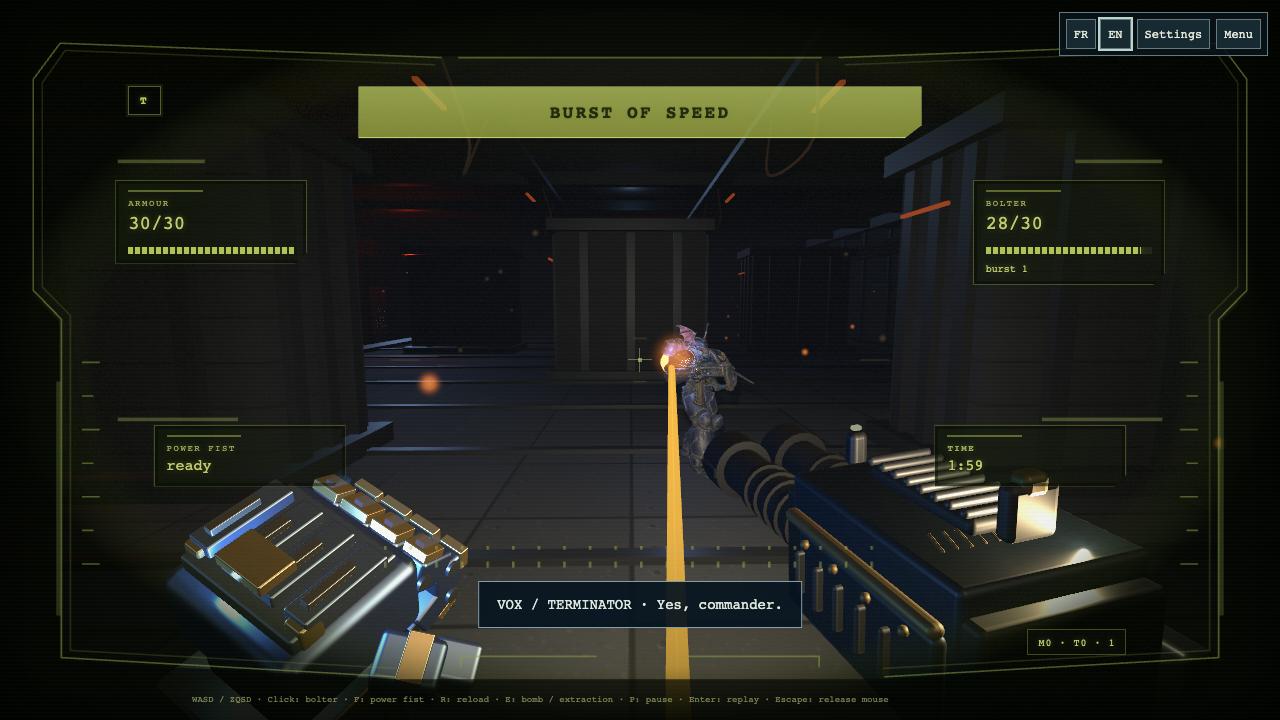 FR EN Settings Menu
T
BURST OF SPEED
ARMOUR
30/30
BOLTER
28/30
burst 1
POWER FIST
ready
TIME
1:59
VOX / TERMINATOR · Yes, commander.
M0 · T0 · 1
WASD / ZQSD · Click: bolter · F: power fist · R: reload · E: bomb / extraction · P: pause · Enter: replay · Escape: release mouse